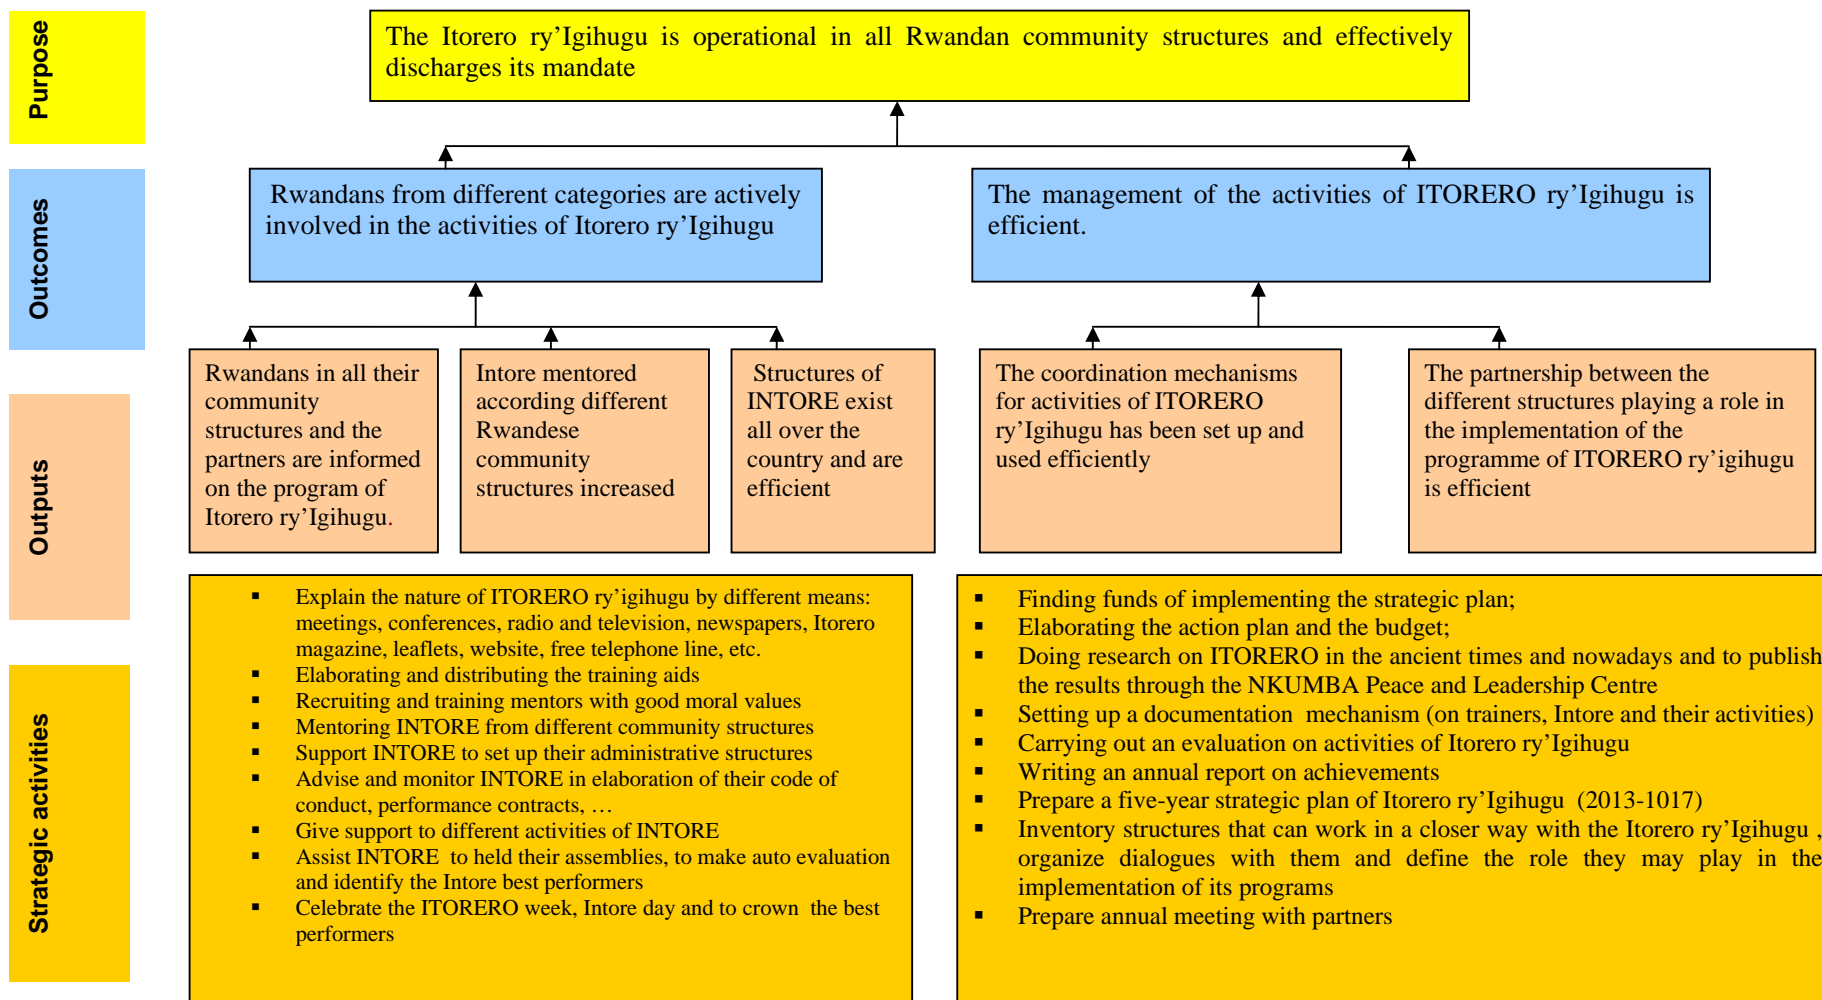 Purpose
The Itorero ry’Igihugu is operational in all Rwandan community structures and effectively
discharges its mandate
Outcomes
Rwandans from different categories are actively
involved in the activities of Itorero ry’Igihugu
The management of the activities of ITORERO ry’Igihugu is
efficient.
Outputs
Rwandans in all their
community
structures and the
partners are informed
on the program of
Itorero ry’Igihugu.
Intore mentored
according different
Rwandese
community
structures increased
Structures of
INTORE exist
all over the
country and are
efficient
The coordination mechanisms
for activities of ITORERO
ry’Igihugu has been set up and
used efficiently
The partnership between the
different structures playing a role in
the implementation of the
programme of ITORERO ry’igihugu
is efficient
Strategic activities
▪ Explain the nature of ITORERO ry’igihugu by different means:
meetings, conferences, radio and television, newspapers, Itorero
magazine, leaflets, website, free telephone line, etc.
▪ Elaborating and distributing the training aids
▪ Recruiting and training mentors with good moral values
▪ Mentoring INTORE from different community structures
▪ Support INTORE to set up their administrative structures
▪ Advise and monitor INTORE in elaboration of their code of
conduct, performance contracts, …
▪ Give support to different activities of INTORE
▪ Assist INTORE to held their assemblies, to make auto evaluation
and identify the Intore best performers
▪ Celebrate the ITORERO week, Intore day and to crown the best
performers
▪ Finding funds of implementing the strategic plan;
▪ Elaborating the action plan and the budget;
▪ Doing research on ITORERO in the ancient times and nowadays and to publish
the results through the NKUMBA Peace and Leadership Centre
▪ Setting up a documentation mechanism (on trainers, Intore and their activities)
▪ Carrying out an evaluation on activities of Itorero ry’Igihugu
▪ Writing an annual report on achievements
▪ Prepare a five-year strategic plan of Itorero ry’Igihugu (2013-1017)
▪ Inventory structures that can work in a closer way with the Itorero ry’Igihugu ,
organize dialogues with them and define the role they may play in the
implementation of its programs
▪ Prepare annual meeting with partners